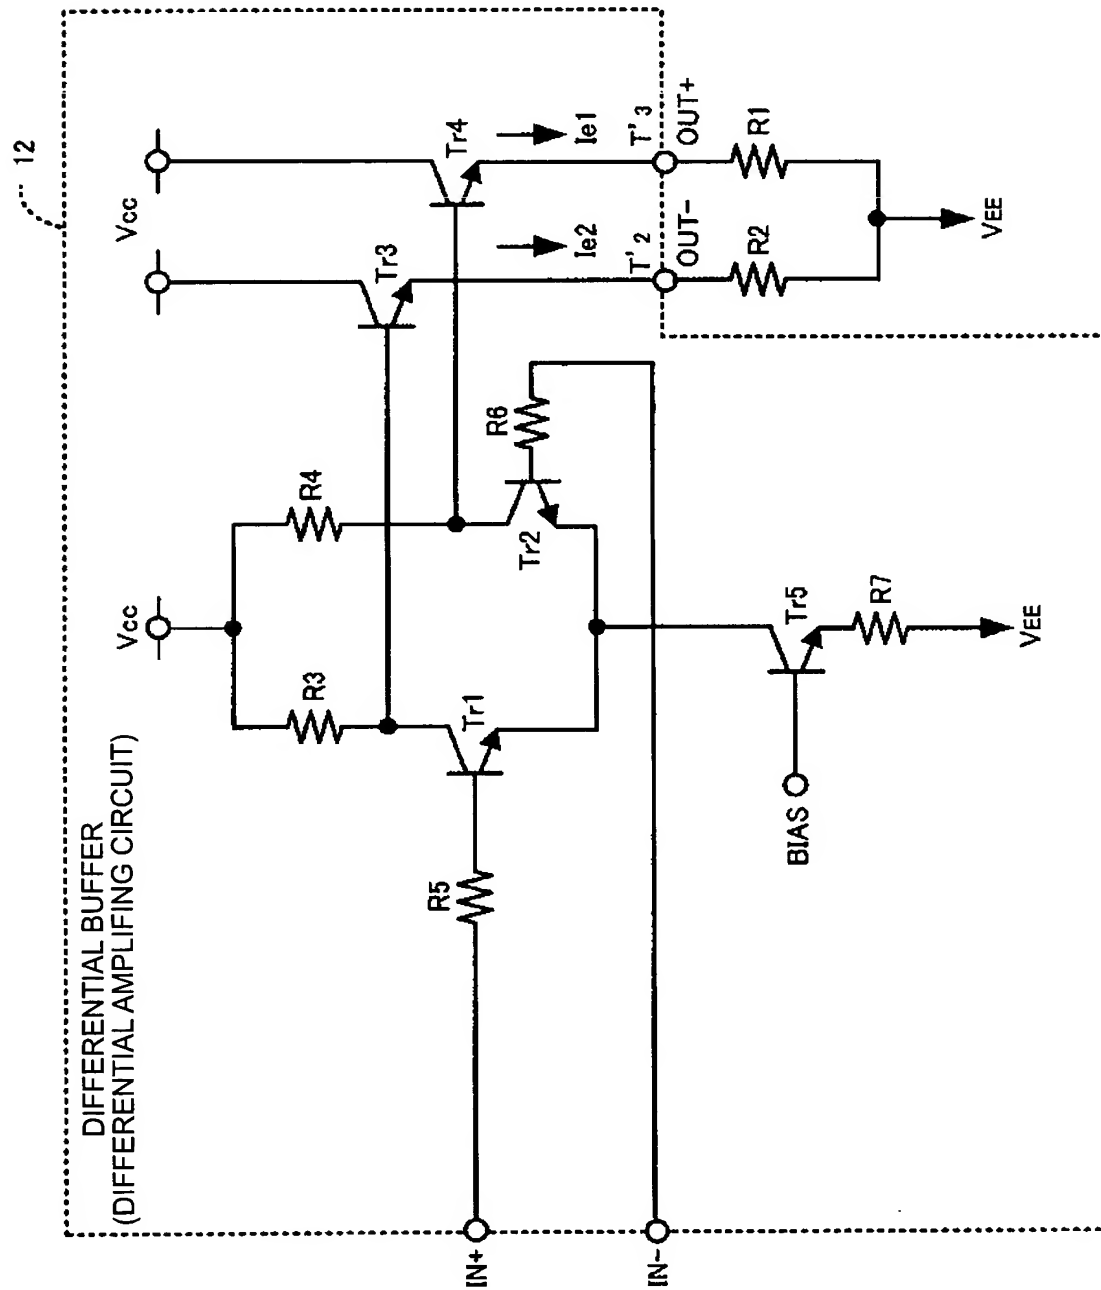 12
DIFFERENTIAL BUFFER
(DIFFERENTIAL AMPLIFING CIRCUIT)
Vcc
Vcc
R3
R4
Tr3
Tr4
Ie2
Ie1
T'2
T'3
OUT-
OUT+
R2
R1
VEE
IN+
R5
Tr1
Tr2
R6
IN-
BIAS
Tr5
R7
VEE